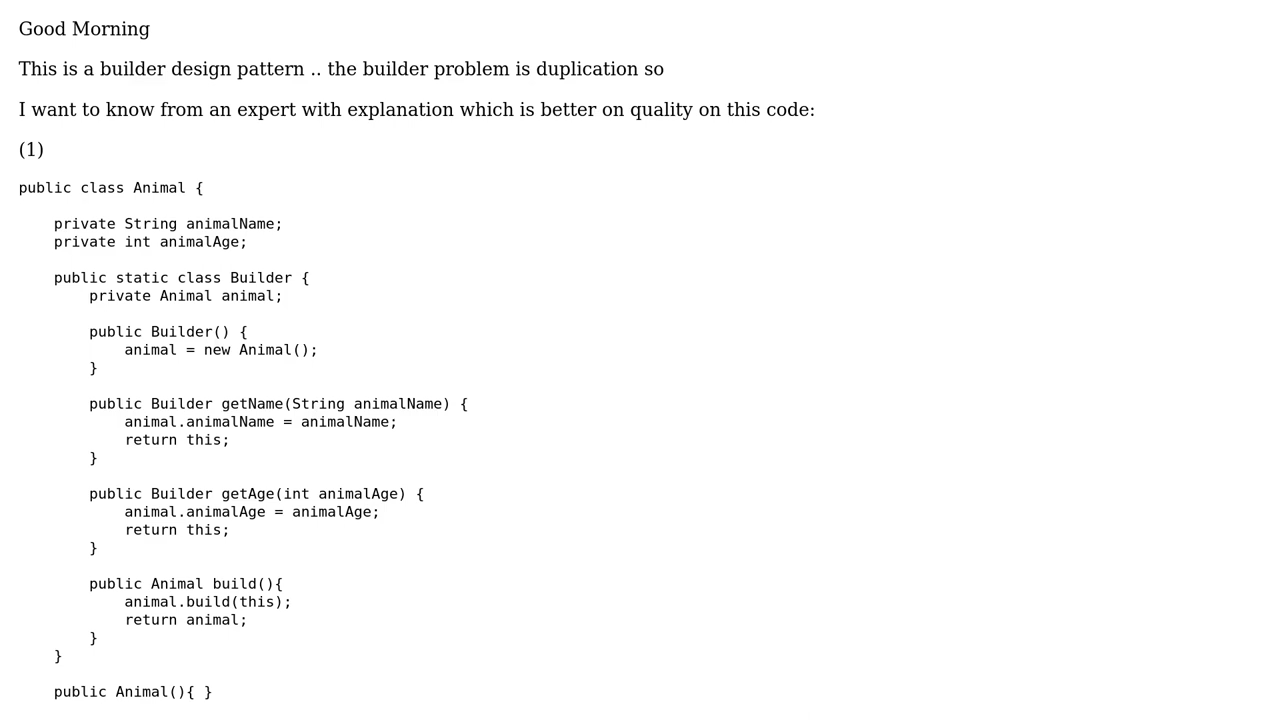 Good Morning
This is a builder design pattern .. the builder problem is duplication so
I want to know from an expert with explanation which is better on quality on this code:
(1)
public class Animal {
    private String animalName;
    private int animalAge;
    public static class Builder {
        private Animal animal;
        public Builder() {
            animal = new Animal();
        }
        public Builder getName(String animalName) {
            animal.animalName = animalName;
            return this;
        }
        public Builder getAge(int animalAge) {
            animal.animalAge = animalAge;
            return this;
        }
        public Animal build(){
            animal.build(this);
            return animal;
        }
    }
    public Animal(){ }